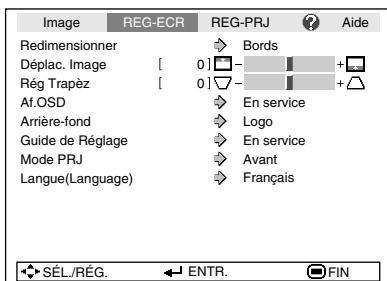 Image REG-ECR REG-PRJ ? Aide
Redimensionner Bords
Déplac. Image [ 0] - +
Rég Trapèz [ 0] - +
Af.OSD En service
Arrière-fond Logo
Guide de Réglage En service
Mode PRJ Avant
Langue(Language) Français
SÉL./RÉG. ENTR. FIN